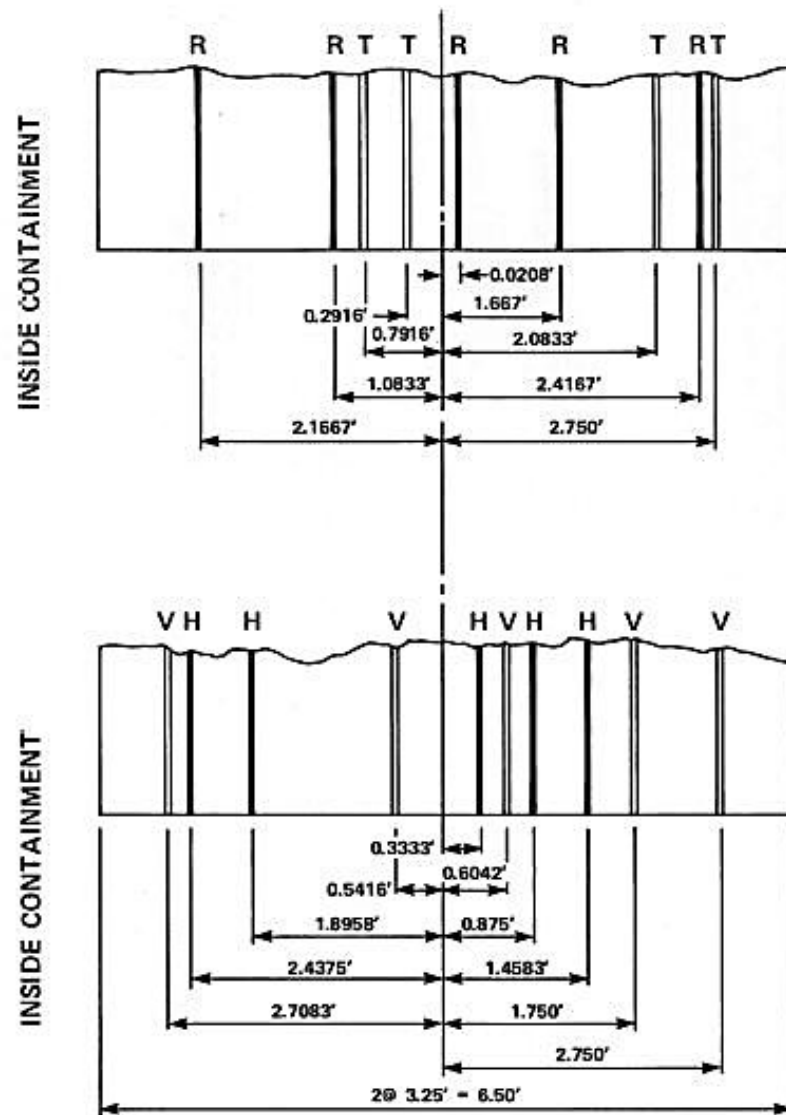 R R T T R R T R T
INSIDE CONTAINMENT
0.0208′
0.2916′ 1.667′
0.7916′ 2.0833′
1.0833′ 2.4167′
2.1667′ 2.750′
V H H V H V H H V V
INSIDE CONTAINMENT
0.3333′
0.6042′
0.5416′
1.8958′ 0.875′
2.4375′ 1.4583′
2.7083′ 1.750′
2.750′
2@ 3.25′ = 6.50′